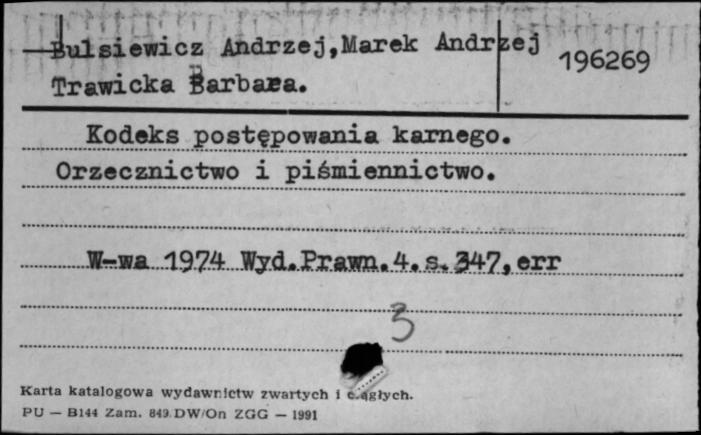 Bulsiewicz Andrzej,Marek Andrzej 196269
Trawicka Barbara.
Kodeks postępowania karnego.
Orzecznictwo i piśmiennictwo.
W-wa 1974 Wyd.Prawn.4.s.347,err
3
Karta katalogowa wydawnictw zwartych i ciągłych.
PU — B144 Zam. 849.DW/On ZGG — 1991